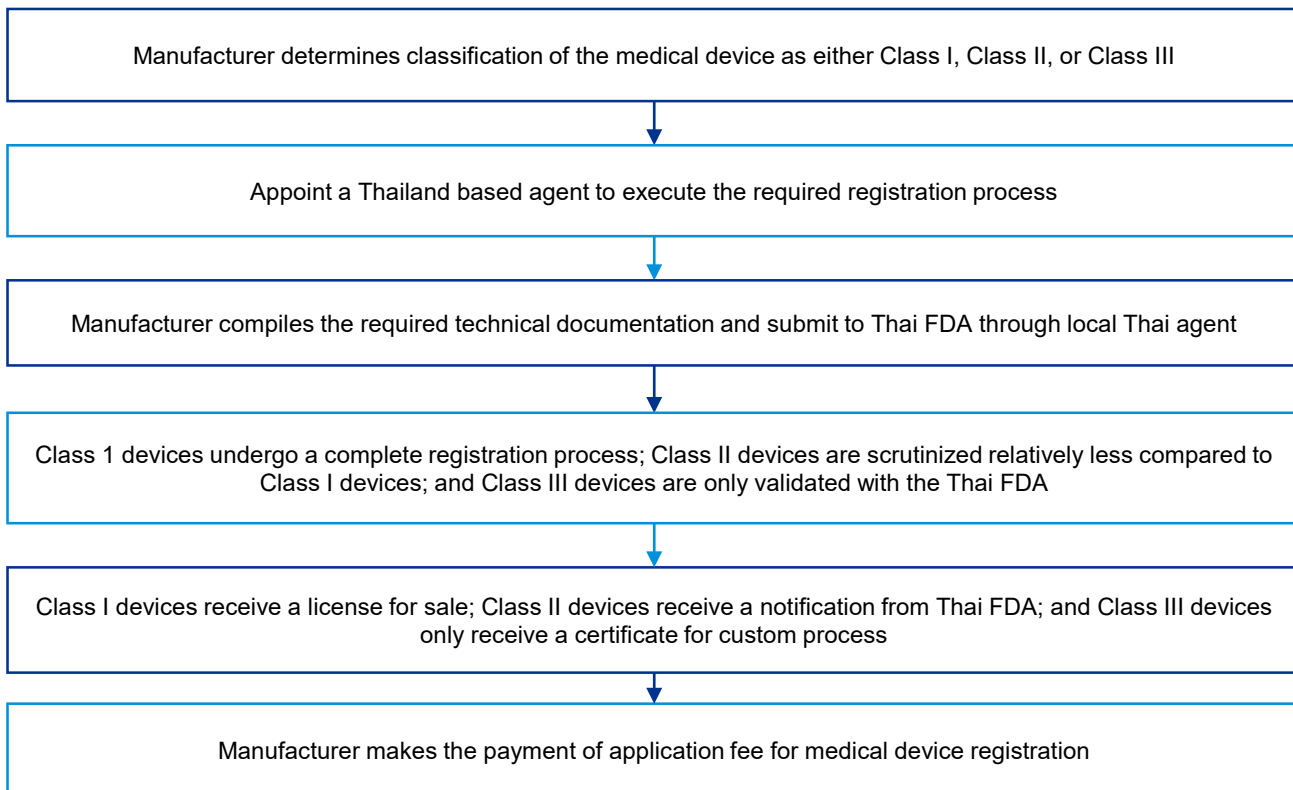 Manufacturer determines classification of the medical device as either Class I, Class II, or Class III
Appoint a Thailand based agent to execute the required registration process
Manufacturer compiles the required technical documentation and submit to Thai FDA through local Thai agent
Class 1 devices undergo a complete registration process; Class II devices are scrutinized relatively less compared to
Class I devices; and Class III devices are only validated with the Thai FDA
Class I devices receive a license for sale; Class II devices receive a notification from Thai FDA; and Class III devices
only receive a certificate for custom process
Manufacturer makes the payment of application fee for medical device registration